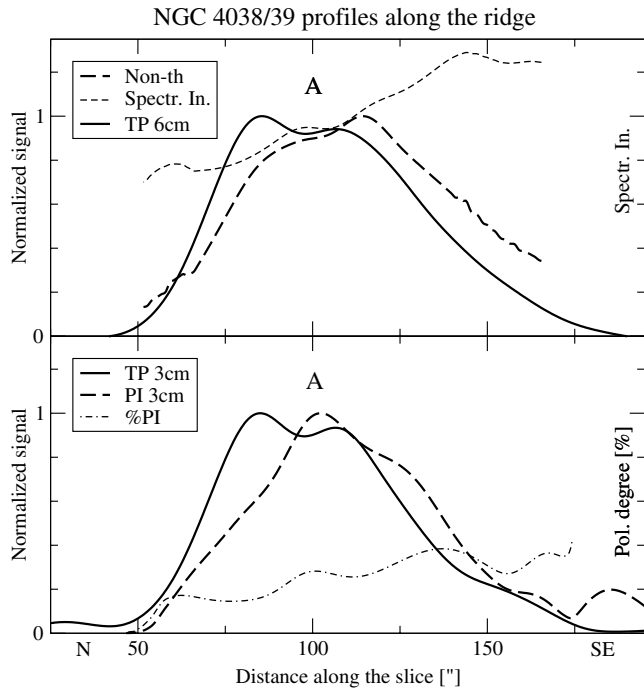 NGC 4038/39 profiles along the ridge
Non-th
Spectr. In.
TP 6cm
A
1
0
Normalized signal
Spectr. In.
TP 3cm
PI 3cm
%PI
A
1
0
Normalized signal
Pol. degree [%]
N
50
100
150
SE
Distance along the slice ["]